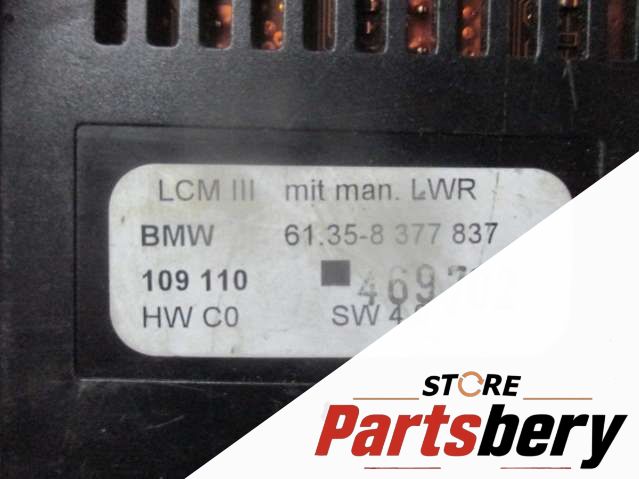 LCM III mit man. LWR
BMW 61.35-8 377 837
109 110 469702
HW C0 SW 4
STORE
Partsbery